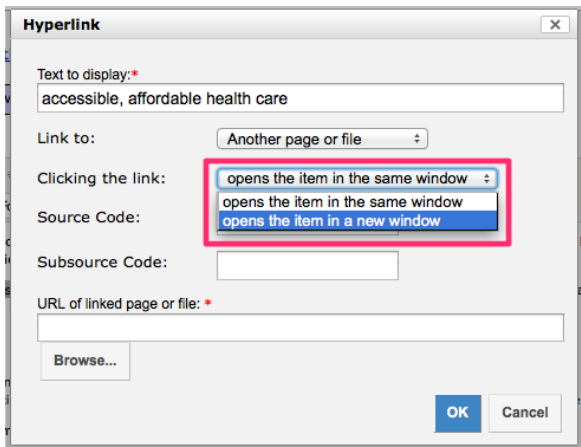 Hyperlink
Text to display:*
accessible, affordable health care
Link to: Another page or file
Clicking the link: opens the item in the same window
opens the item in the same window
opens the item in a new window
Source Code:
Subsource Code:
URL of linked page or file: *
Browse...
OK Cancel